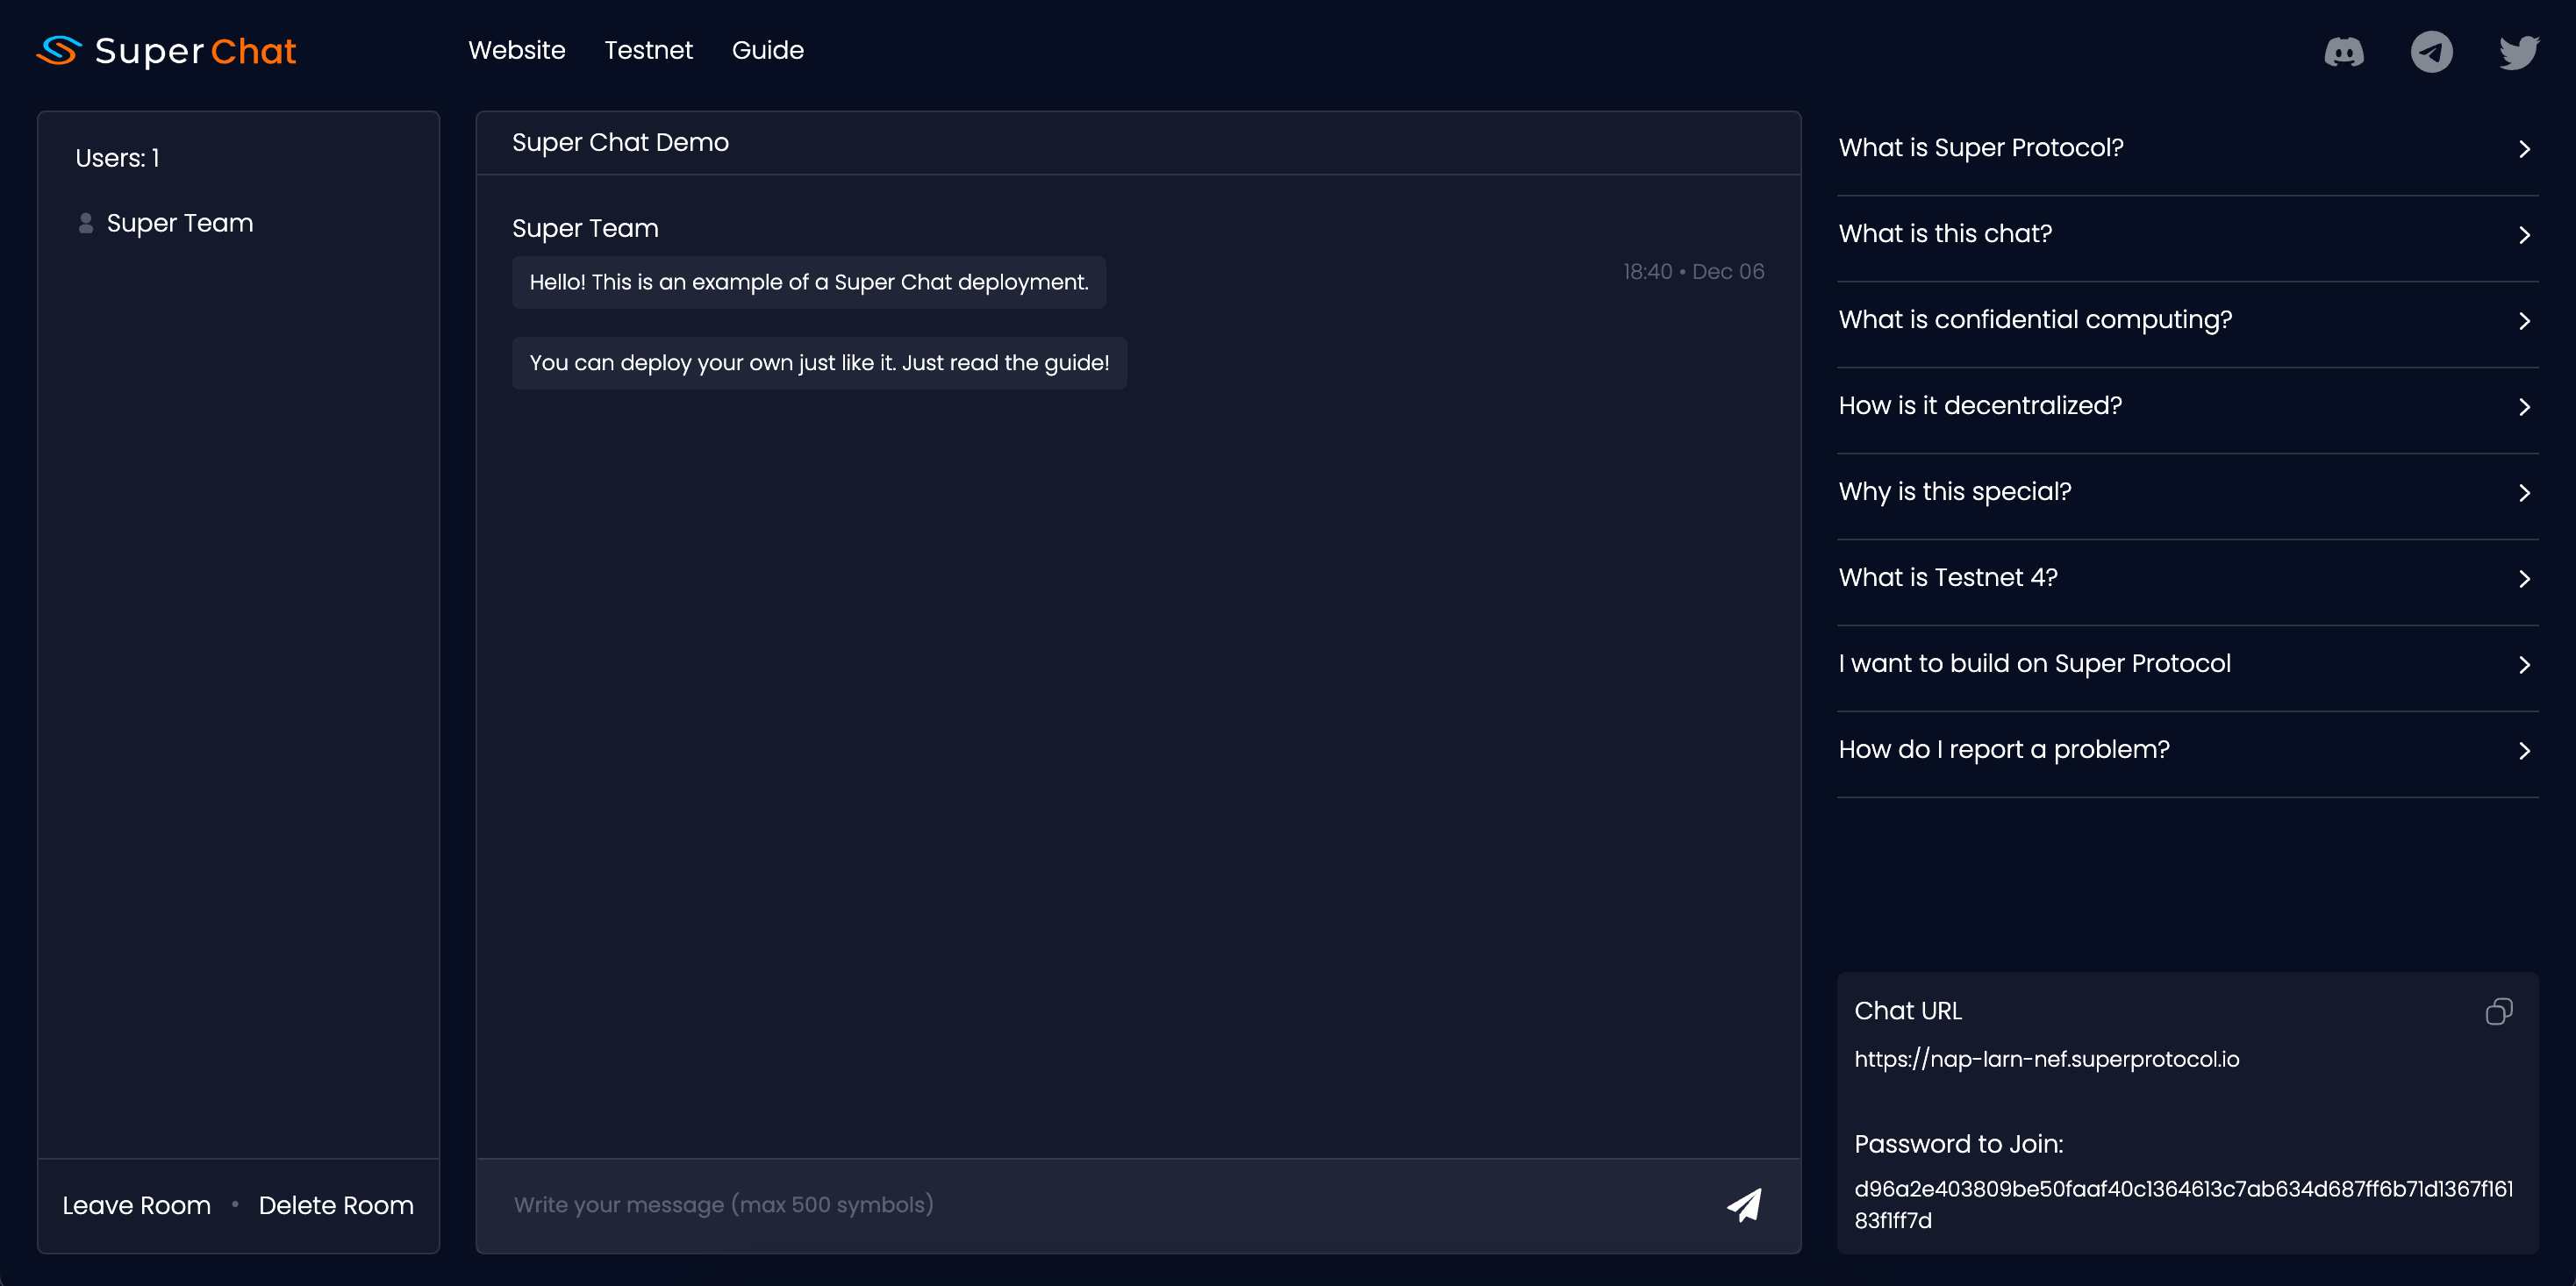 Super Chat
Website Testnet Guide
Users: 1
Super Team
Leave Room • Delete Room
Super Chat Demo
Super Team
Hello! This is an example of a Super Chat deployment.
18:40 • Dec 06
You can deploy your own just like it. Just read the guide!
Write your message (max 500 symbols)
What is Super Protocol?
What is this chat?
What is confidential computing?
How is it decentralized?
Why is this special?
What is Testnet 4?
I want to build on Super Protocol
How do I report a problem?
Chat URL
https://nap-larn-nef.superprotocol.io
Password to Join:
d96a2e403809be50faaf40c1364613c7ab634d687ff6b71d1367f161
83f1ff7d